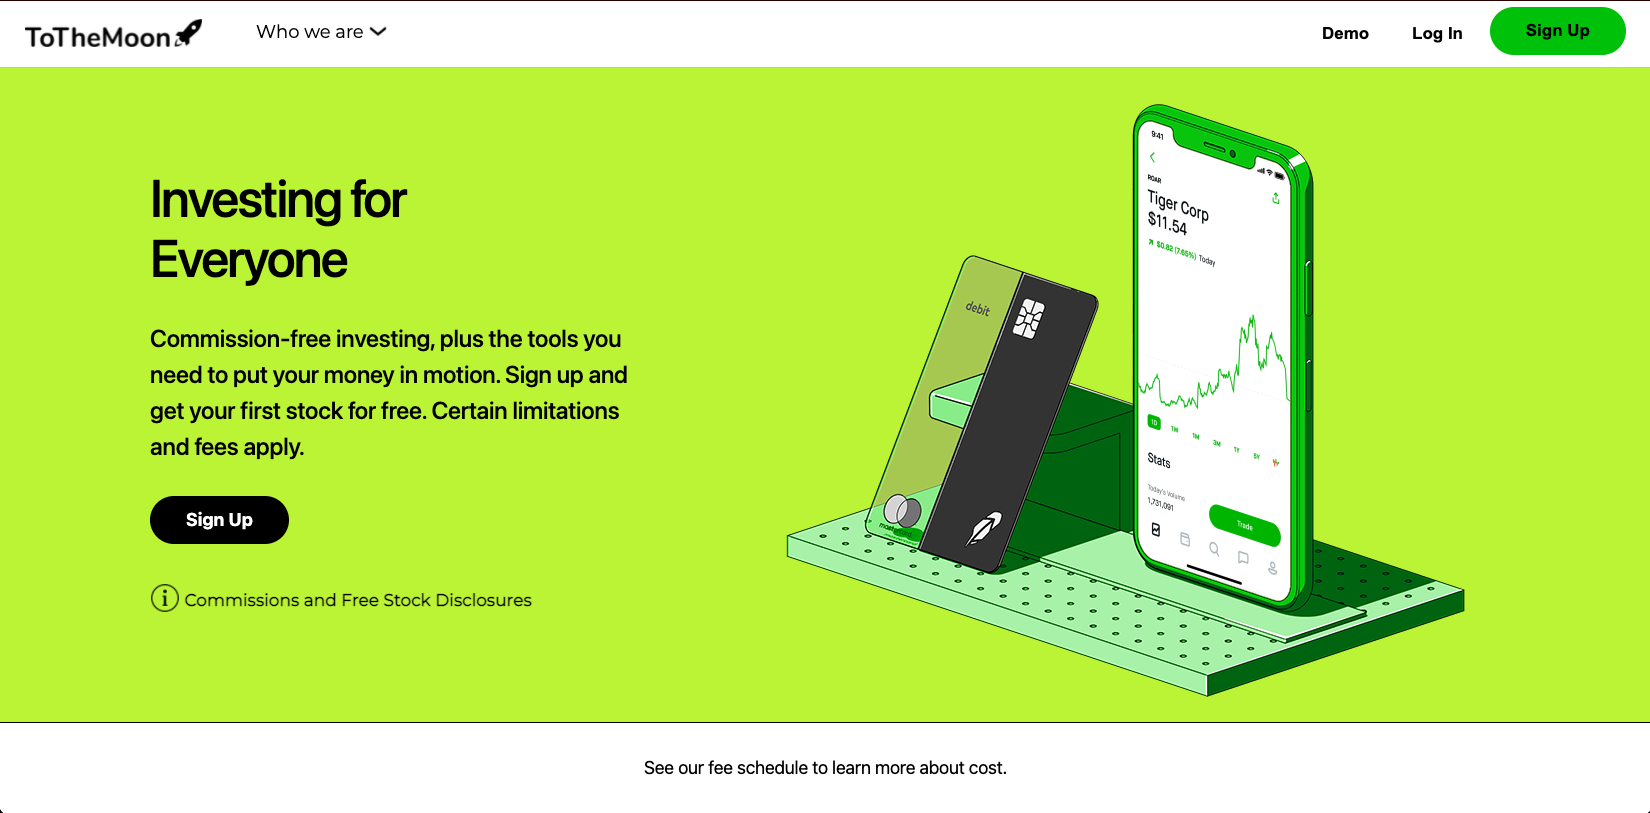 ToTheMoon
Who we are
Demo
Log In
Sign Up
Investing for
Everyone
Commission-free investing, plus the tools you
need to put your money in motion. Sign up and
get your first stock for free. Certain limitations
and fees apply.
Sign Up
Commissions and Free Stock Disclosures
debit
mastercard
9:41
ROAR
Tiger Corp
$11.54
$0.82 (7.65%) Today
1D 1W 1M 3M 1Y 5Y
Stats
Today's Volume
1,731,091
Trade
See our fee schedule to learn more about cost.